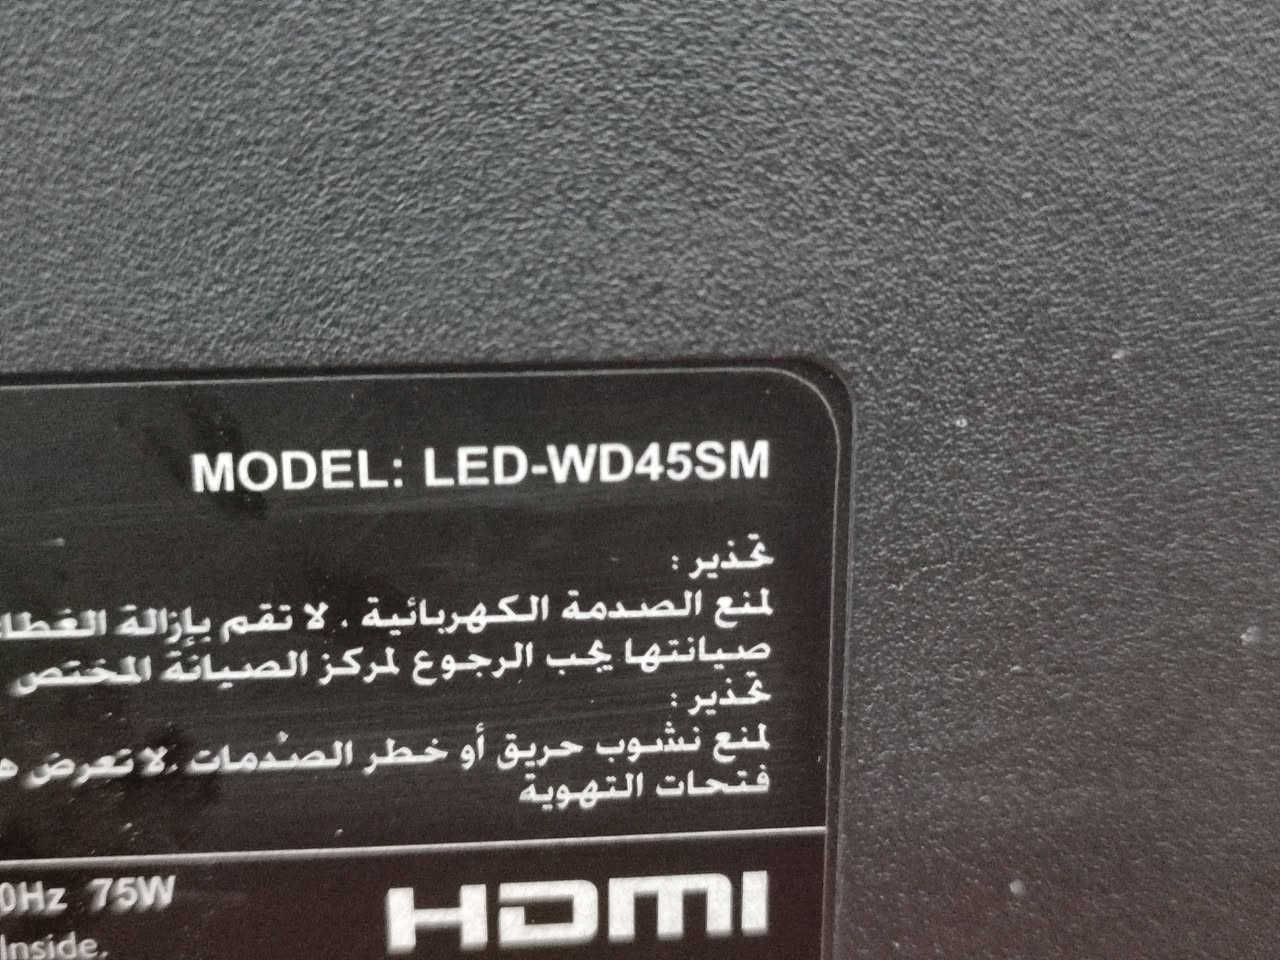 MODEL: LED-WD45SM
تحذير :
لمنع الصدمة الكهربائية . لا تقم بإزالة
صيانتها يجب الرجوع لمركز الصيانة المختص
تحذير :
لمنع نشوب حريق أو خطر الصدمات .لا تعرض
فتحات التهوية
0Hz 75W
HDMI
Inside.